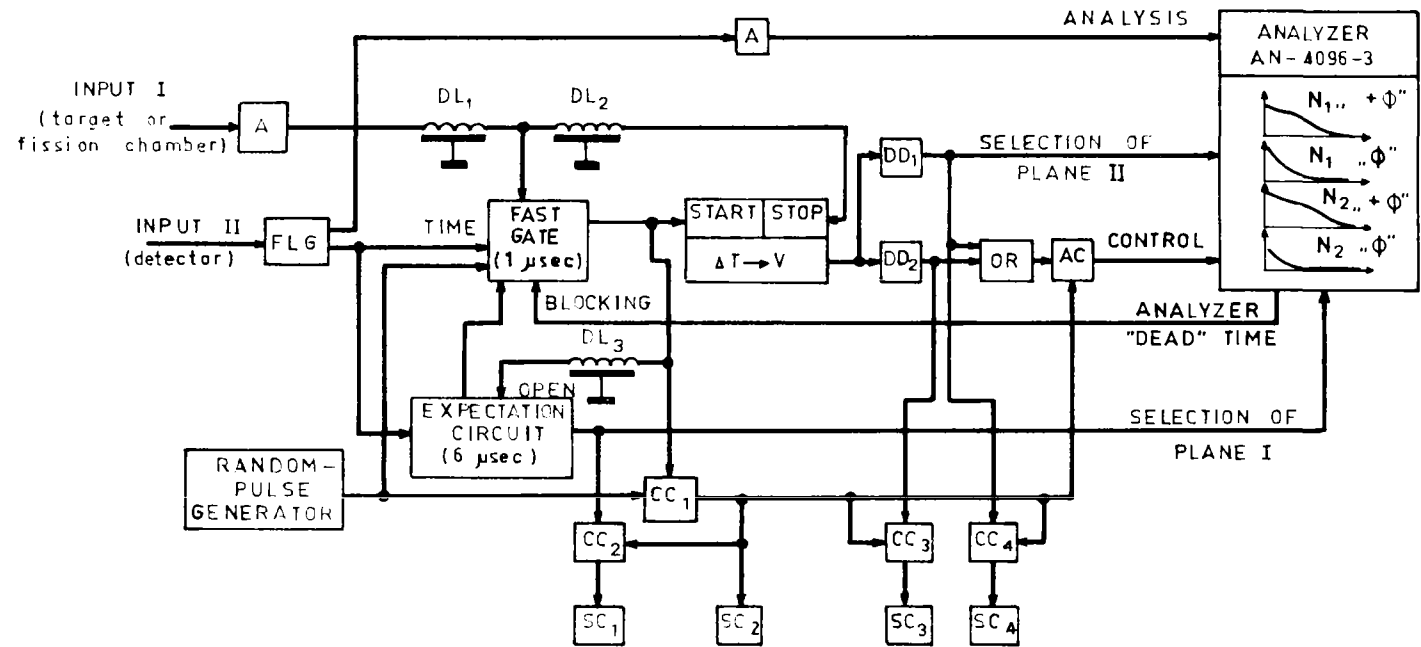 ANALYSIS
ANALYZER
AN-4096-3
A
INPUT I
(target or
fission chamber)
A
DL1
DL2
N1 „ + Φ"
N1 „ Φ"
N2 „ + Φ"
N2 „ Φ"
DD1
SELECTION OF
PLANE II
INPUT II
(detector)
FLG
TIME
FAST
GATE
(1 μsec)
START
STOP
ΔT→V
DD2
OR
AC
CONTROL
BLOCKING
ANALYZER
"DEAD" TIME
DL3
OPEN
EXPECTATION
CIRCUIT
(6 μsec)
SELECTION OF
PLANE I
RANDOM-
PULSE
GENERATOR
CC1
CC2
CC3
CC4
SC1
SC2
SC3
SC4